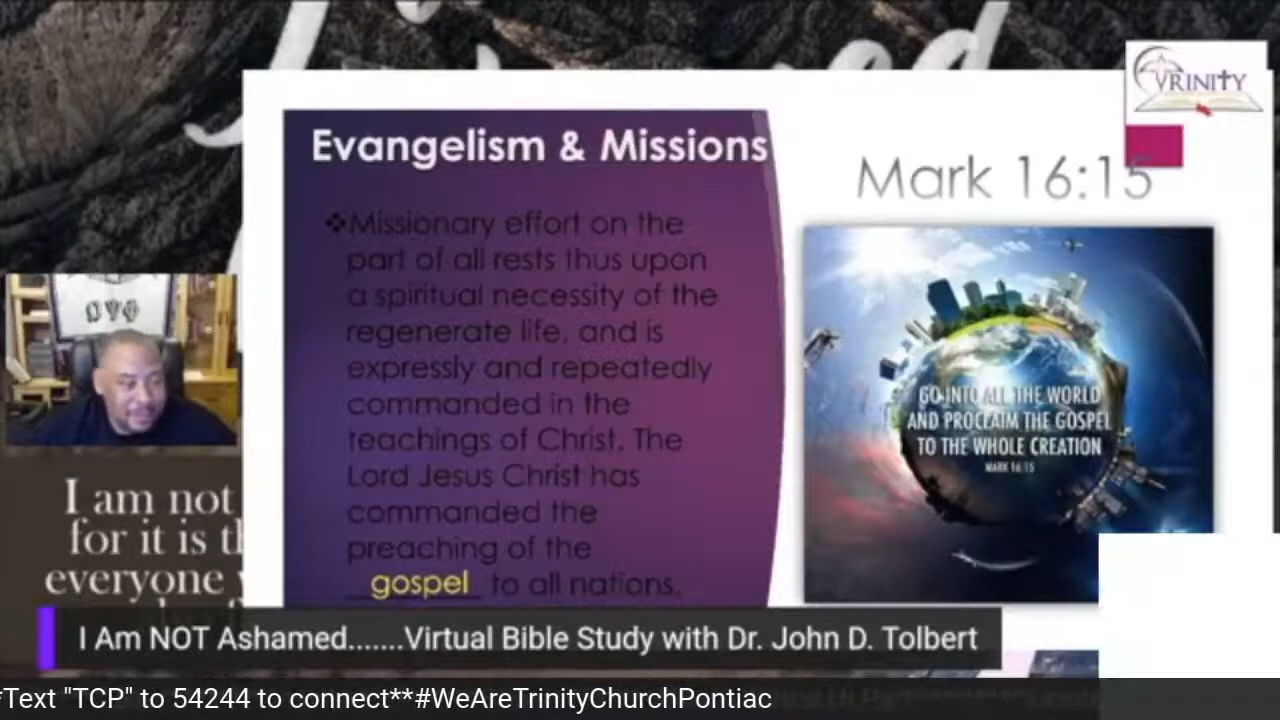 VRINITY
Evangelism & Missions
Mark 16:15
❖Missionary effort on the
part of all rests thus upon
a spiritual necessity of the
regenerate life, and is
expressly and repeatedly
commanded in the
teachings of Christ. The
Lord Jesus Christ has
commanded the
preaching of the
gospel to all nations.
GO INTO ALL THE WORLD
AND PROCLAIM THE GOSPEL
TO THE WHOLE CREATION
MARK 16:15
I am not
for it is
everyone
I Am NOT Ashamed.......Virtual Bible Study with Dr. John D. Tolbert
*Text "TCP" to 54244 to connect**#WeAreTrinityChurchPontiac